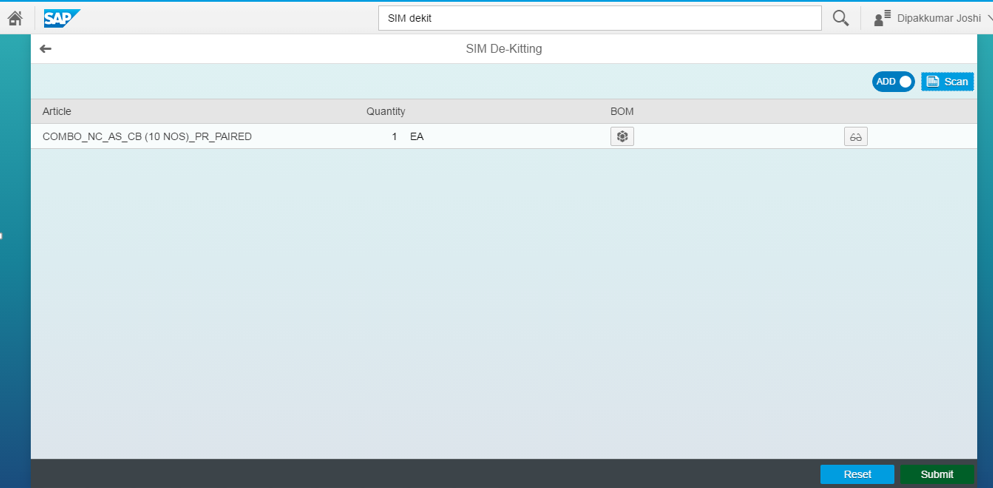 SAP SIM dekit Dipakkumar Joshi
SIM De-Kitting
ADD Scan
Article Quantity BOM
COMBO_NC_AS_CB (10 NOS)_PR_PAIRED 1 EA
Reset Submit